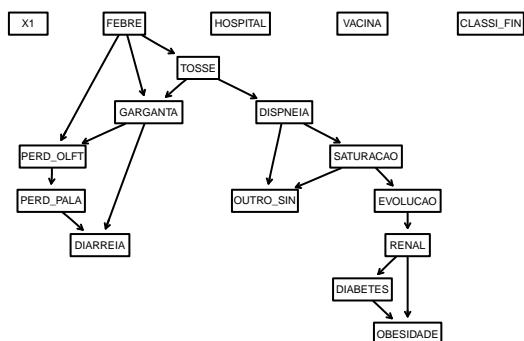 X1
FEBRE
HOSPITAL
VACINA
CLASSI_FIN
TOSSE
GARGANTA
DISPNEIA
PERD_OLFT
SATURACAO
PERD_PALA
OUTRO_SIN
EVOLUCAO
DIARREIA
RENAL
DIABETES
OBESIDADE